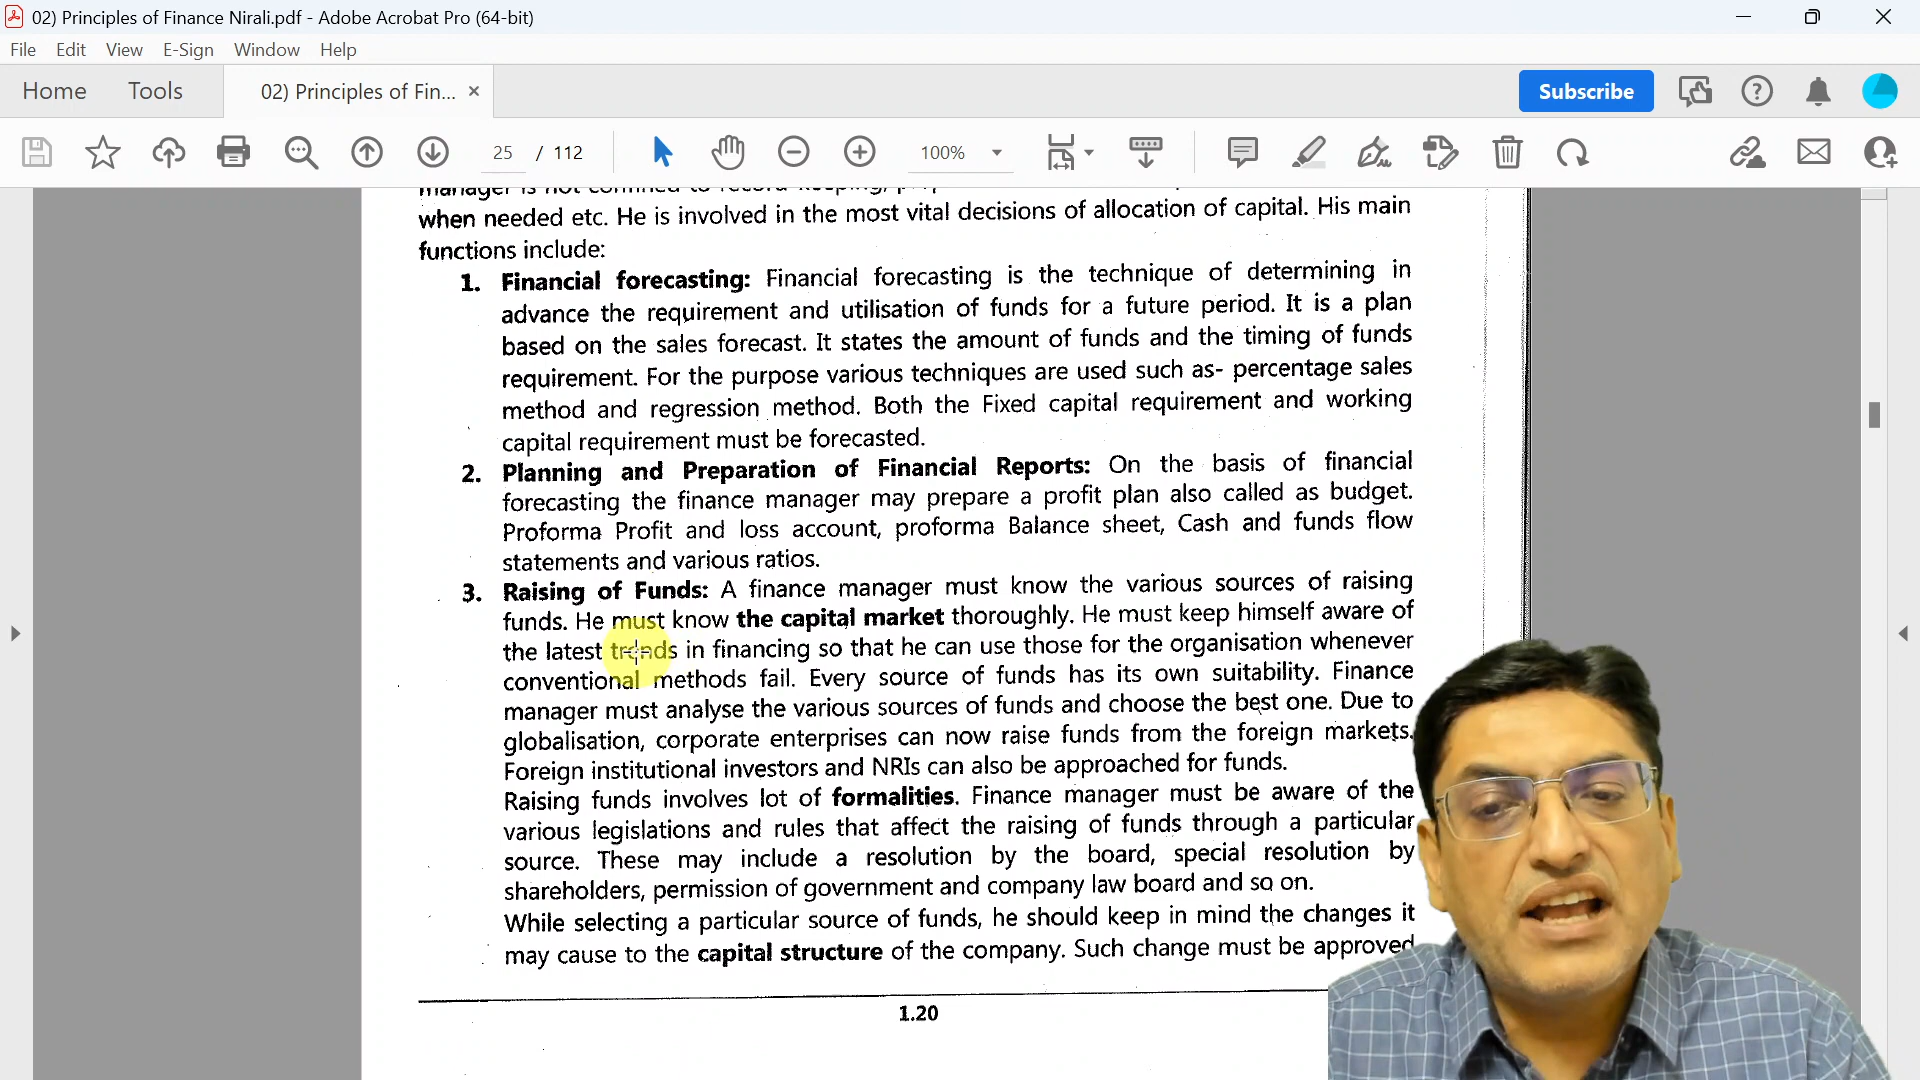 02) Principles of Finance Nirali.pdf - Adobe Acrobat Pro (64-bit)
File Edit View E-Sign Window Help
Home Tools 02) Principles of Fin... × Subscribe
25 / 112 100%
manager is not confined to record keeping,
when needed etc. He is involved in the most vital decisions of allocation of capital. His main
functions include:
1. Financial forecasting: Financial forecasting is the technique of determining in
advance the requirement and utilisation of funds for a future period. It is a plan
based on the sales forecast. It states the amount of funds and the timing of funds
requirement. For the purpose various techniques are used such as- percentage sales
method and regression method. Both the Fixed capital requirement and working
capital requirement must be forecasted.
2. Planning and Preparation of Financial Reports: On the basis of financial
forecasting the finance manager may prepare a profit plan also called as budget.
Proforma Profit and loss account, proforma Balance sheet, Cash and funds flow
statements and various ratios.
3. Raising of Funds: A finance manager must know the various sources of raising
funds. He must know the capital market thoroughly. He must keep himself aware of
the latest trends in financing so that he can use those for the organisation whenever
conventional methods fail. Every source of funds has its own suitability. Finance
manager must analyse the various sources of funds and choose the best one. Due to
globalisation, corporate enterprises can now raise funds from the foreign markets.
Foreign institutional investors and NRIs can also be approached for funds.
Raising funds involves lot of formalities. Finance manager must be aware of the
various legislations and rules that affect the raising of funds through a particular
source. These may include a resolution by the board, special resolution by
shareholders, permission of government and company law board and so on.
While selecting a particular source of funds, he should keep in mind the changes it
may cause to the capital structure of the company. Such change must be approved
1.20